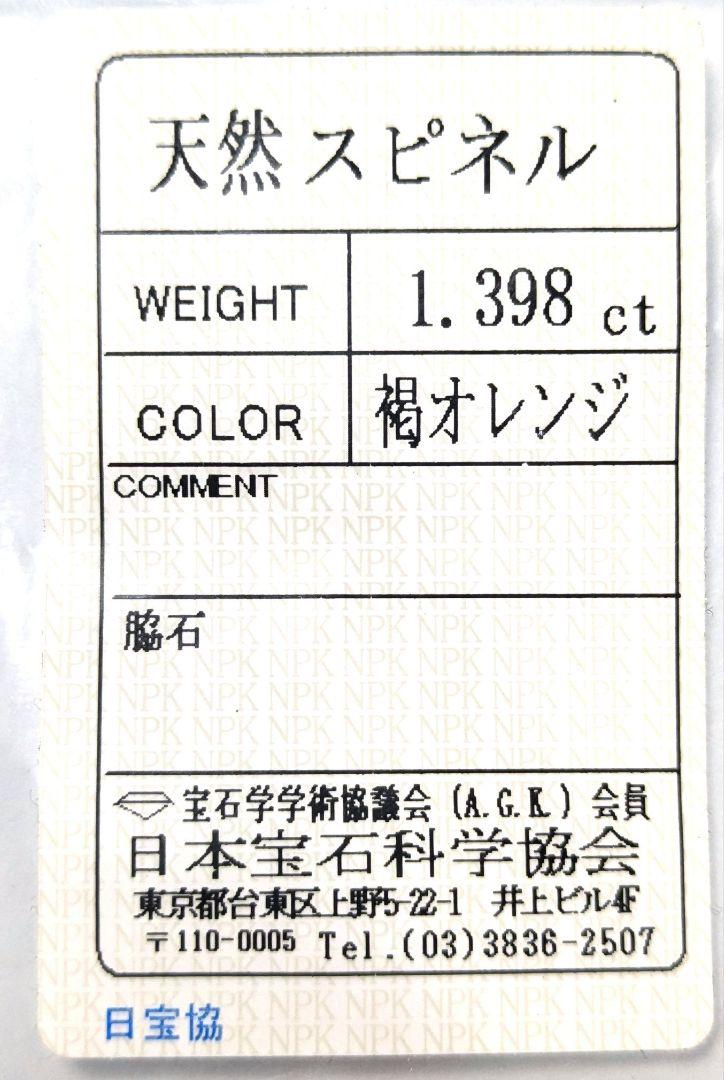 天然 スピネル
WEIGHT 1.398 ct
COLOR 褐オレンジ
COMMENT
脇石
宝石学学術協議会 (A.G.K.) 会員
日本宝石科学協会
東京都台東区上野5-22-1 井上ビル4F
〒110-0005 Tel.(03)3836-2507
日宝協